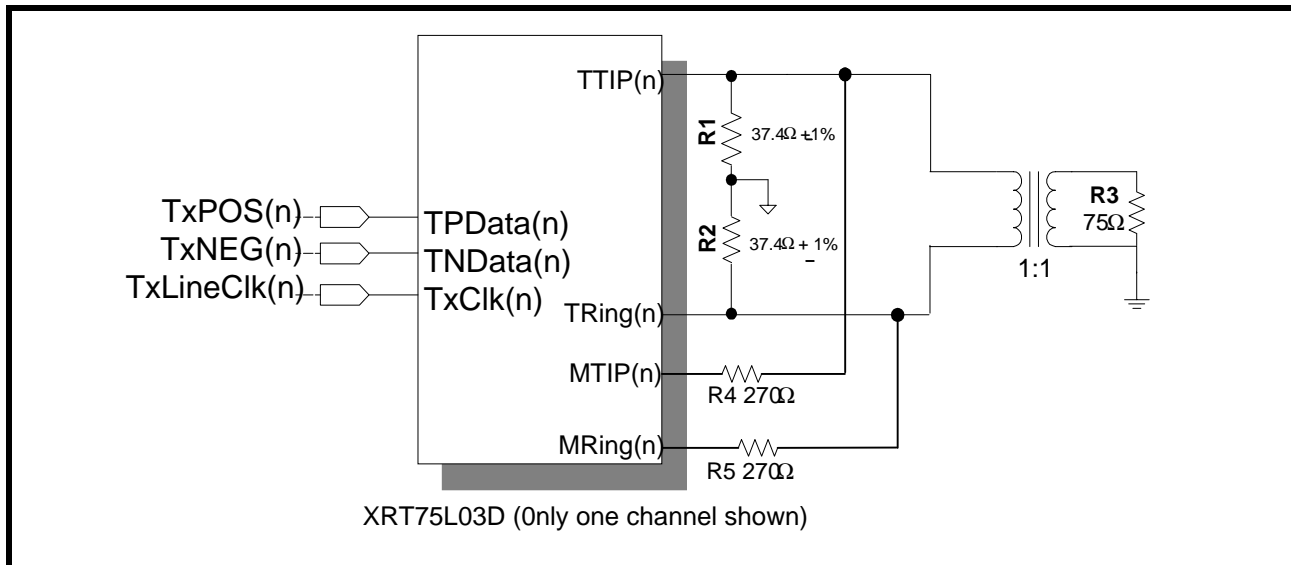 TTIP(n)
R1
37.4Ω ±1%
TxPOS(n)
TPData(n)
TxNEG(n)
TNData(n)
TxLineClk(n)
TxClk(n)
R2
37.4Ω ± 1%
R3
75Ω
1:1
TRing(n)
MTIP(n)
R4 270Ω
MRing(n)
R5 270Ω
XRT75L03D (0nly one channel shown)